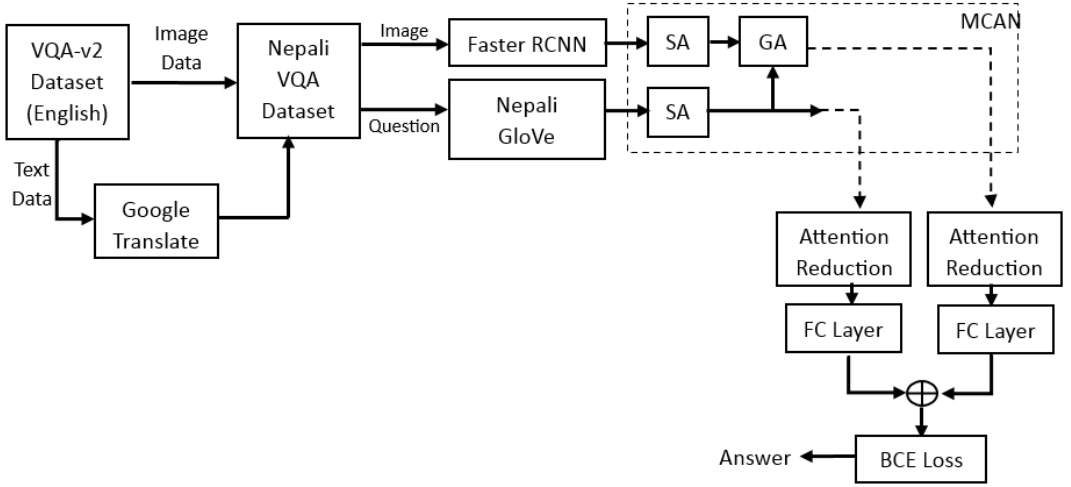 VQA-v2
Dataset
(English)
Image
Data
Text
Data
Google
Translate
Nepali
VQA
Dataset
Image
Question
Faster RCNN
Nepali
GloVe
MCAN
SA
GA
SA
Attention
Reduction
Attention
Reduction
FC Layer
FC Layer
BCE Loss
Answer